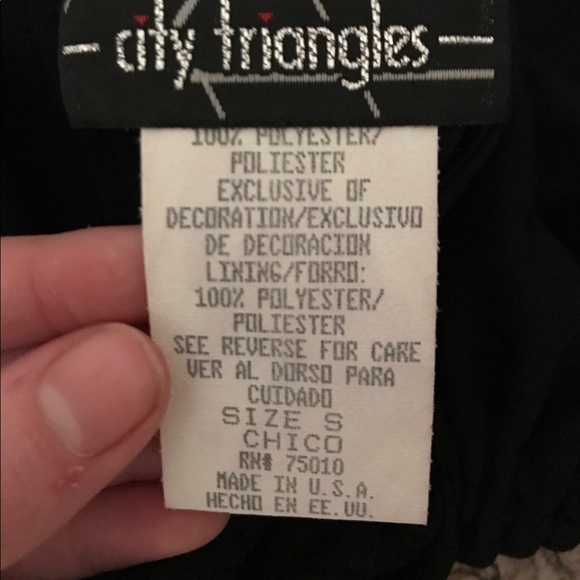 city triangles
100% POLYESTER/
POLIESTER
EXCLUSIVE OF
DECORATION/EXCLUSIVO
DE DECORACION
LINING/FORRO:
100% POLYESTER/
POLIESTER
SEE REVERSE FOR CARE
VER AL DORSO PARA
CUIDADO
SIZE S
CHICO
RN# 75010
MADE IN U.S.A.
HECHO EN EE.UU.